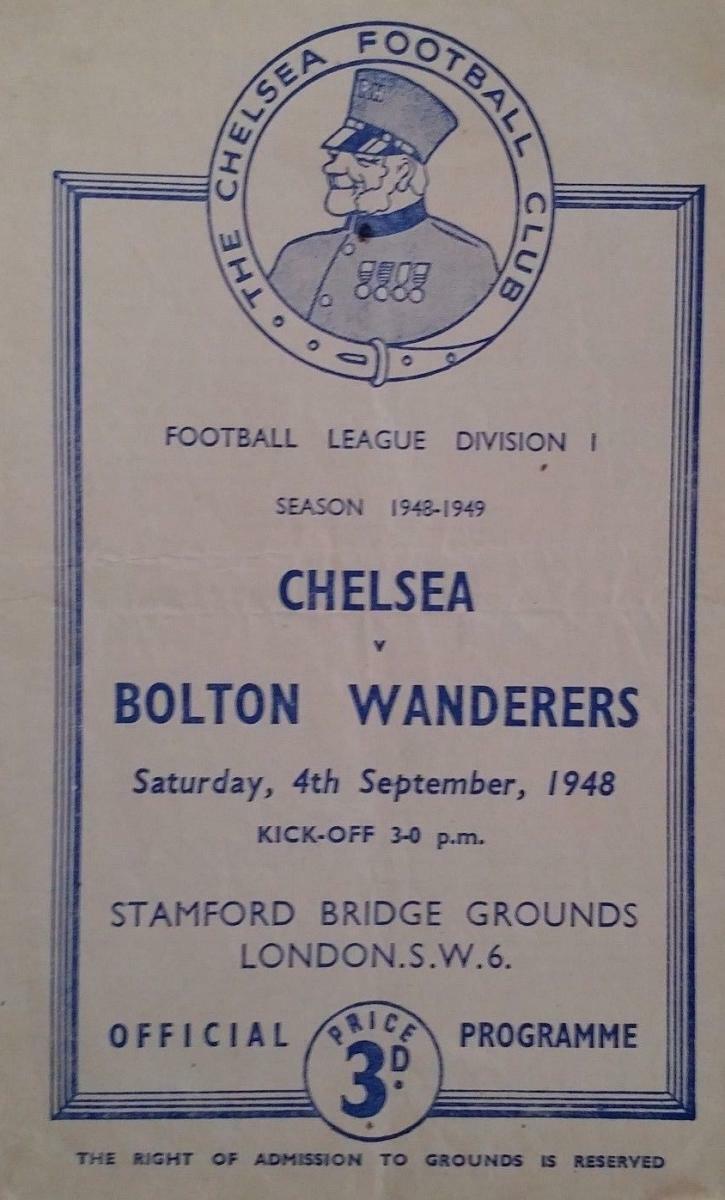 THE CHELSEA FOOTBALL CLUB
R.H
FOOTBALL LEAGUE DIVISION I
SEASON 1948-1949
CHELSEA
v
BOLTON WANDERERS
Saturday, 4th September, 1948
KICK-OFF 3-0 p.m.
STAMFORD BRIDGE GROUNDS
LONDON.S.W.6.
OFFICIAL PROGRAMME
PRICE
3D.
THE RIGHT OF ADMISSION TO GROUNDS IS RESERVED